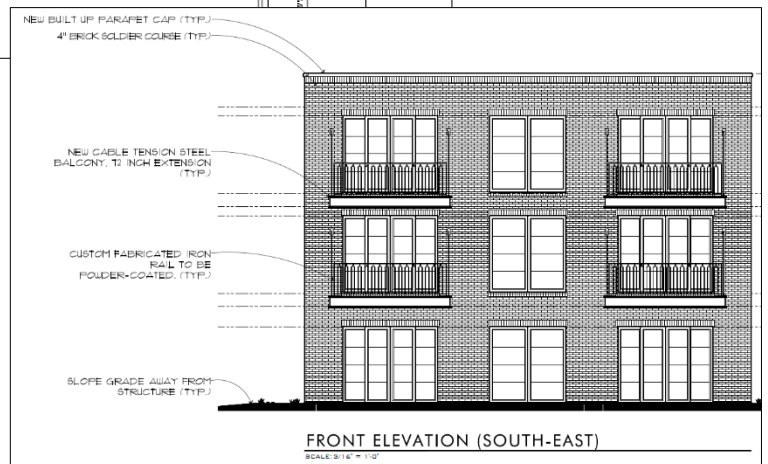 NEW BUILT UP PARAPET CAP (TYP.)
4" BRICK SOLDIER COURSE (TYP.)
NEW CABLE TENSION STEEL
BALCONY, 72 INCH EXTENSION
(TYP.)
CUSTOM FABRICATED IRON
RAIL TO BE
POWDER-COATED. (TYP.)
SLOPE GRADE AWAY FROM
STRUCTURE (TYP.)
FRONT ELEVATION (SOUTH-EAST)
SCALE: 3/16" = 1'-0"